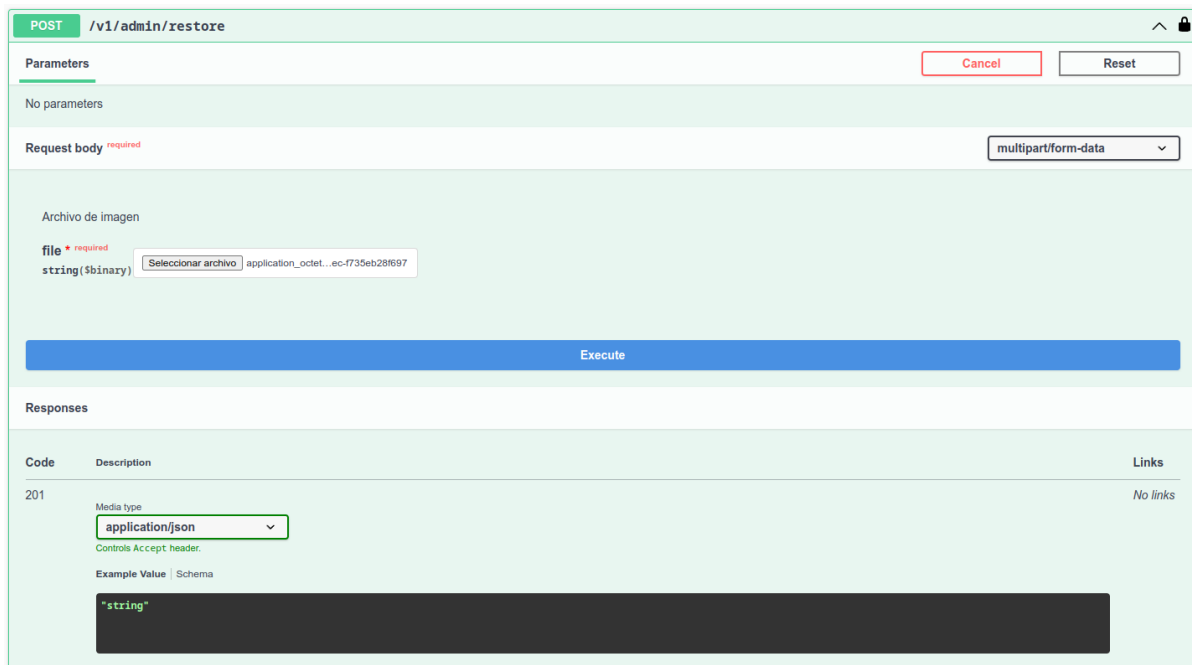 POST /v1/admin/restore
Parameters
Cancel Reset
No parameters
Request body required
multipart/form-data
Archivo de imagen
file * required
string($binary)
Seleccionar archivo application_octet…ec-f735eb28f697
Execute
Responses
Code Description Links
201 No links
Media type
application/json
Controls Accept header.
Example Value Schema
"string"